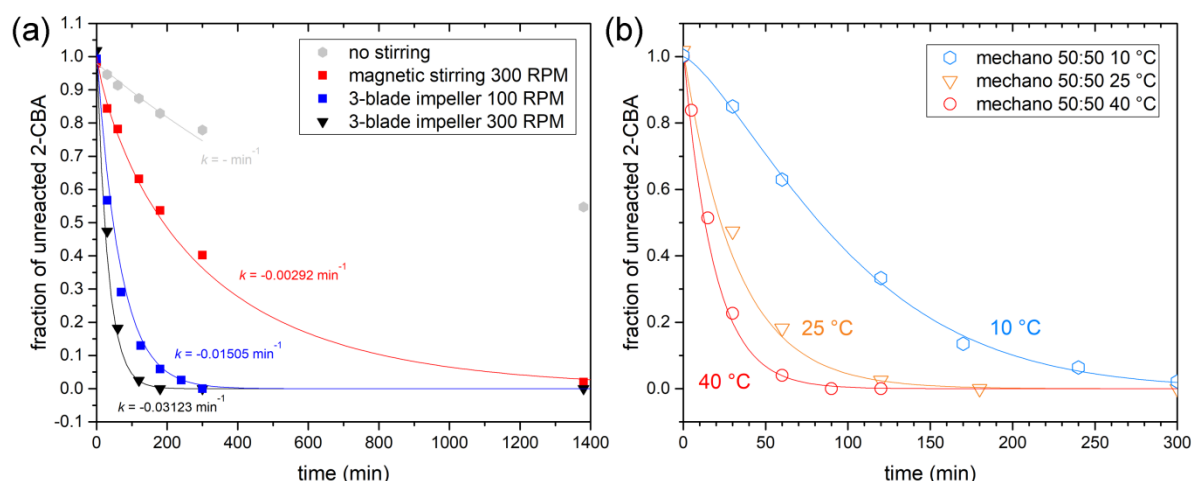 (a)
1.1
1.0
0.9
0.8
0.7
0.6
0.5
0.4
0.3
0.2
0.1
0.0
-0.1
fraction of unreacted 2-CBA
no stirring
magnetic stirring 300 RPM
3-blade impeller 100 RPM
3-blade impeller 300 RPM
k = - min-1
k = -0.00292 min-1
k = -0.01505 min-1
k = -0.03123 min-1
0 200 400 600 800 1000 1200 1400
time (min)
(b)
1.0
0.8
0.6
0.4
0.2
0.0
fraction of unreacted 2-CBA
mechano 50:50 10 °C
mechano 50:50 25 °C
mechano 50:50 40 °C
10 °C
25 °C
40 °C
0 50 100 150 200 250 300
time (min)